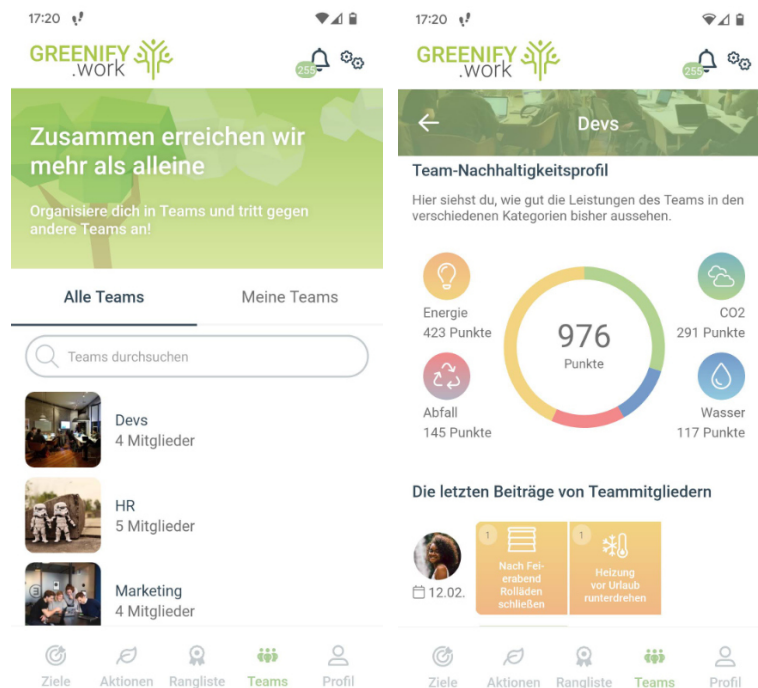 17:20
GREENIFY
.work
255
Zusammen erreichen wir
mehr als alleine
Organisiere dich in Teams und tritt gegen
andere Teams an!
Alle Teams
Meine Teams
Teams durchsuchen
Devs
4 Mitglieder
HR
5 Mitglieder
Marketing
4 Mitglieder
Ziele
Aktionen
Rangliste
Teams
Profil
17:20
GREENIFY
.work
255
Devs
Team-Nachhaltigkeitsprofil
Hier siehst du, wie gut die Leistungen des Teams in den
verschiedenen Kategorien bisher aussehen.
Energie
423 Punkte
CO2
291 Punkte
976
Punkte
Abfall
145 Punkte
Wasser
117 Punkte
Die letzten Beiträge von Teammitgliedern
12.02.
1
Nach Fei-
erabend
Rolläden
schließen
1
Heizung
vor Urlaub
runterdrehen
Ziele
Aktionen
Rangliste
Teams
Profil